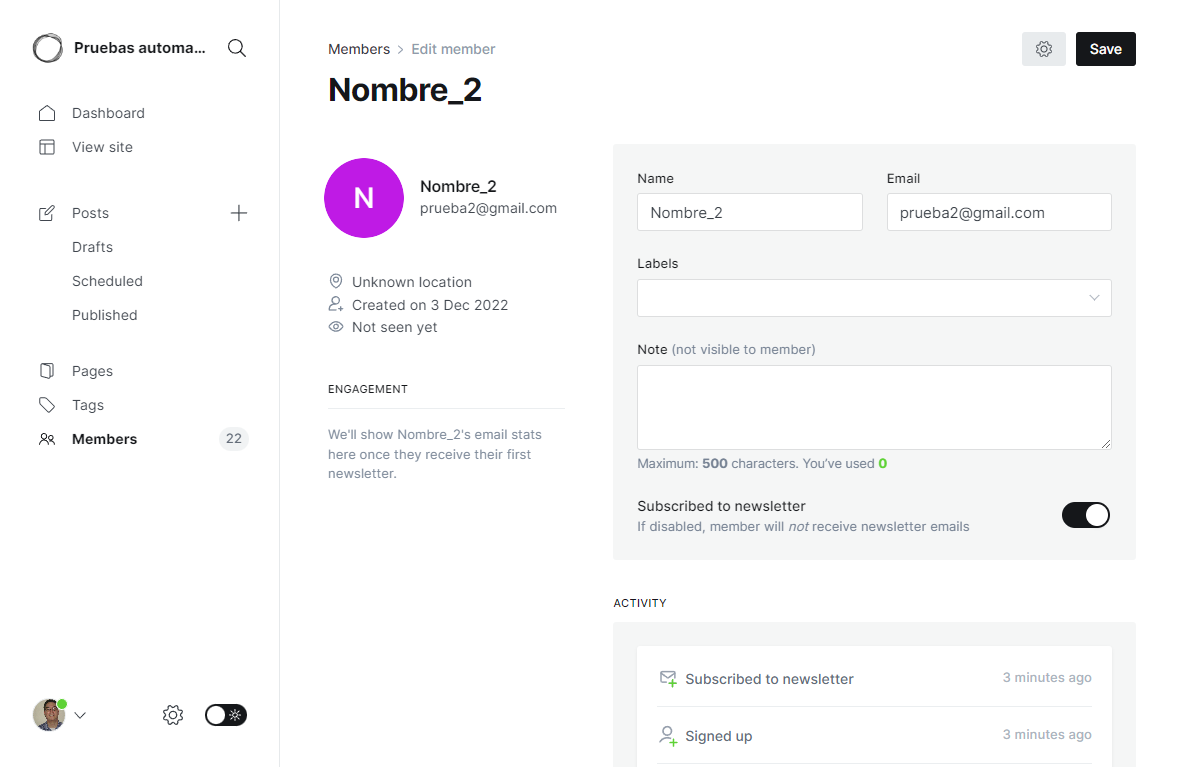 Pruebas automa...
Dashboard
View site
Posts
Drafts
Scheduled
Published
Pages
Tags
Members 22
Members > Edit member
Save
Nombre_2
N
Nombre_2
prueba2@gmail.com
Unknown location
Created on 3 Dec 2022
Not seen yet
ENGAGEMENT
We'll show Nombre_2's email stats
here once they receive their first
newsletter.
Name Email
Nombre_2 prueba2@gmail.com
Labels
Note (not visible to member)
Maximum: 500 characters. You've used 0
Subscribed to newsletter
If disabled, member will not receive newsletter emails
ACTIVITY
Subscribed to newsletter 3 minutes ago
Signed up 3 minutes ago